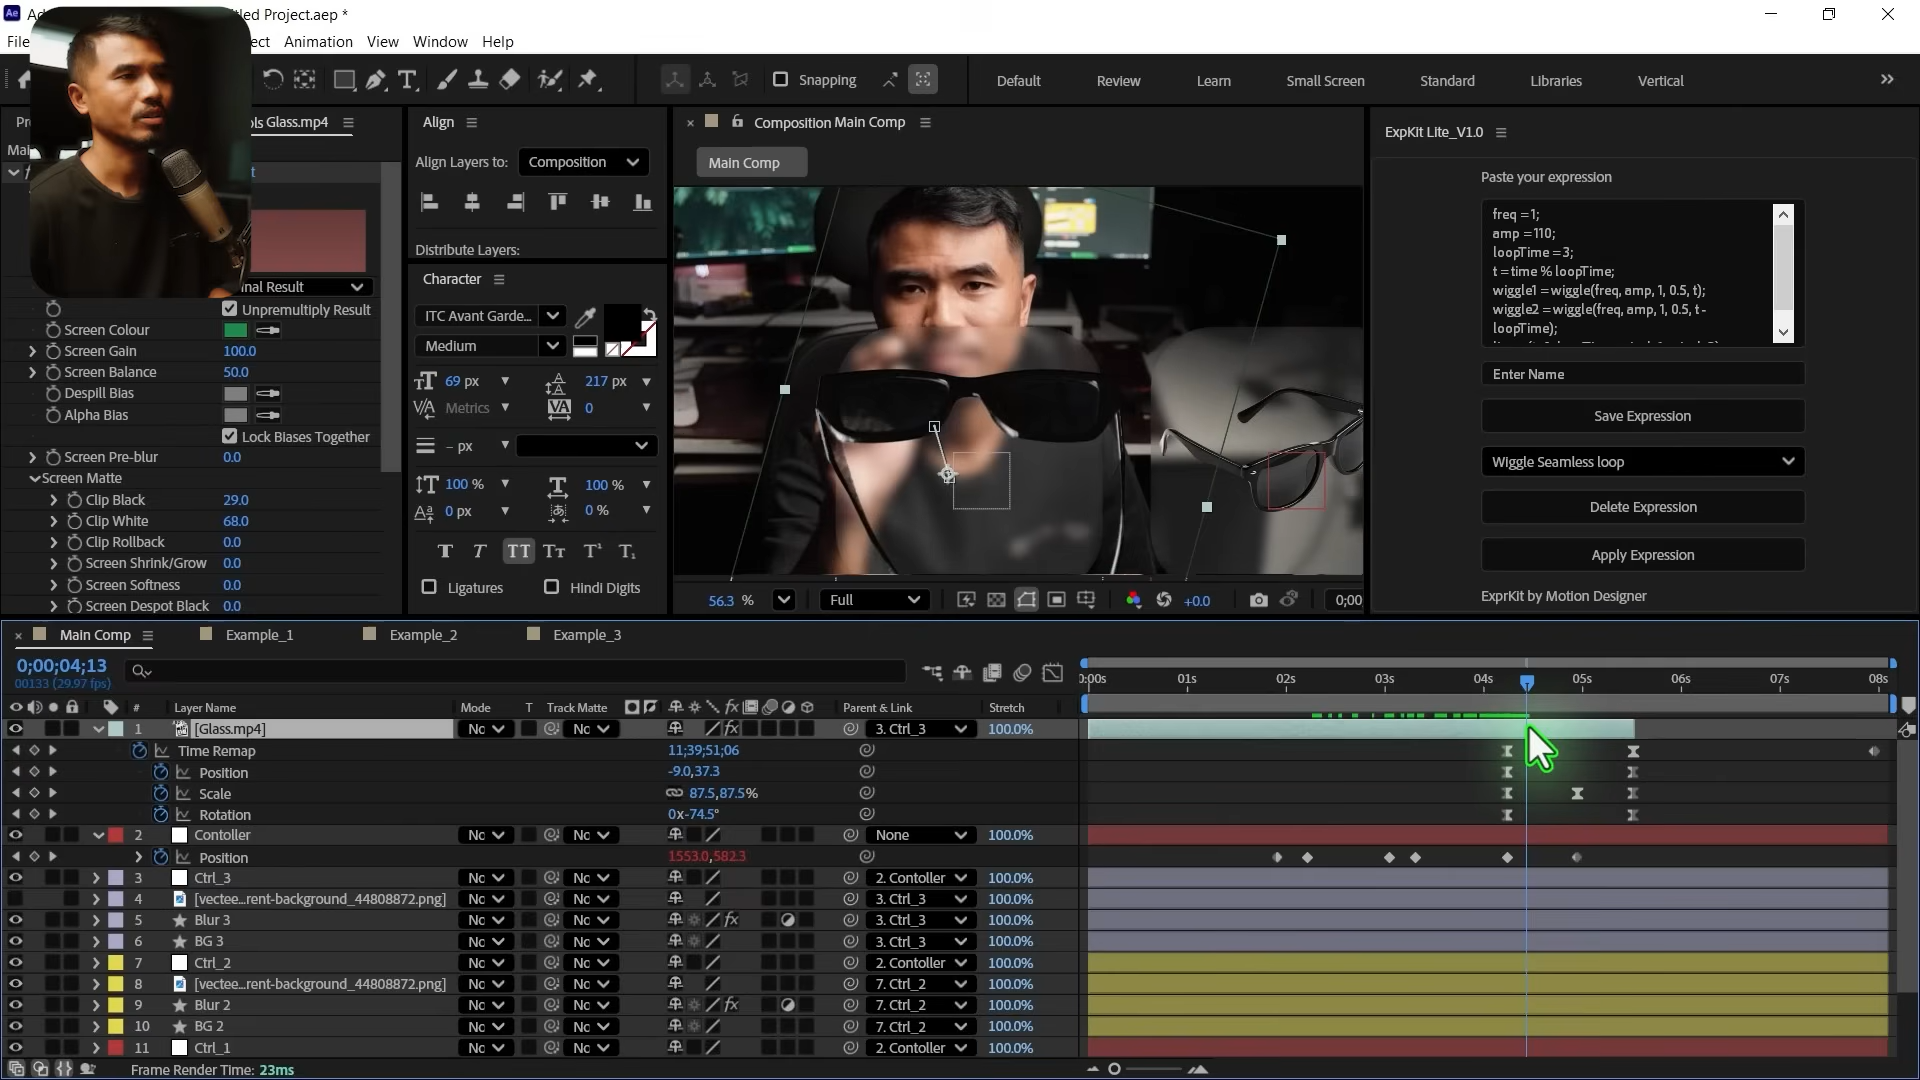 Ae Ad
tled Project.aep *
File
ect Animation View Window Help
Snapping
Default Review Learn Small Screen Standard Libraries Vertical
ols Glass.mp4
Align
Composition Main Comp
ExpKit Lite_V1.0
Align Layers to: Composition
Main Comp
Paste your expression
Distribute Layers:
Character
freq =1;
amp =110;
loopTime =3;
t =time % loopTime;
wiggle1 =wiggle(freq, amp, 1, 0.5, t);
wiggle2 =wiggle(freq, amp, 1, 0.5, t -
loopTime);
nal Result
Unpremultiply Result
Screen Colour
Screen Gain 100.0
Screen Balance 50.0
Despill Bias
Alpha Bias
Lock Biases Together
Screen Pre-blur 0.0
Screen Matte
Clip Black 29.0
Clip White 68.0
Clip Rollback 0.0
Screen Shrink/Grow 0.0
Screen Softness 0.0
Screen Despot Black 0.0
ITC Avant Garde...
Medium
69 px 217 px
Metrics 0
– px
100 % 100 %
0 px 0 %
Ligatures Hindi Digits
Enter Name
Save Expression
Wiggle Seamless loop
Delete Expression
Apply Expression
ExprKit by Motion Designer
56.3 % Full +0.0 0;00
Main Comp Example_1 Example_2 Example_3
0;00;04;13
00133 (29.97 fps)
0:00s 01s 02s 03s 04s 05s 06s 07s 08s
# Layer Name Mode T Track Matte fx Parent & Link Stretch
1 [Glass.mp4] Nc Nc fx 3. Ctrl_3 100.0%
Time Remap 11;39;51;06
Position -9.0,37.3
Scale 87.5,87.5%
Rotation 0x-74.5°
2 Contoller Nc Nc None 100.0%
Position 1553.0,582.3
3 Ctrl_3 Nc Nc 2. Contoller 100.0%
4 [vectee...rent-background_44808872.png] Nc Nc 3. Ctrl_3 100.0%
5 Blur 3 Nc Nc fx 3. Ctrl_3 100.0%
6 BG 3 Nc Nc 3. Ctrl_3 100.0%
7 Ctrl_2 Nc Nc 2. Contoller 100.0%
8 [vectee...rent-background_44808872.png] Nc Nc 7. Ctrl_2 100.0%
9 Blur 2 Nc Nc fx 7. Ctrl_2 100.0%
10 BG 2 Nc Nc 7. Ctrl_2 100.0%
11 Ctrl_1 Nc Nc 2. Contoller 100.0%
Frame Render Time: 23ms